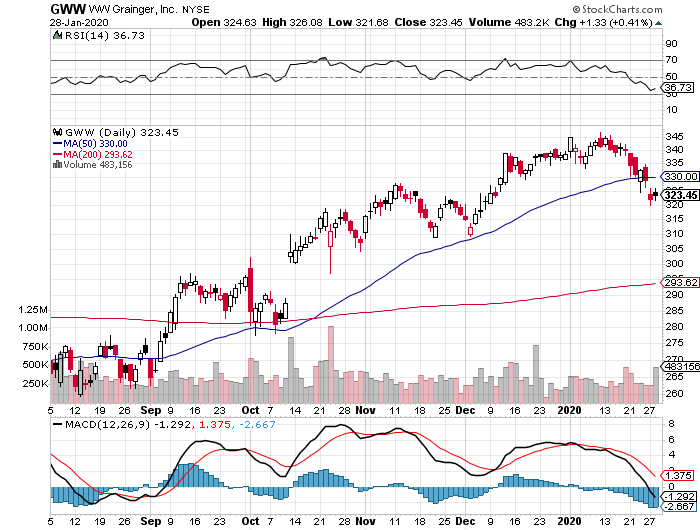 GWW W.W. Grainger, Inc. NYSE © StockCharts.com
28-Jan-2020 Open 324.63 High 326.08 Low 321.68 Close 323.45 Volume 483.2K Chg +1.33 (+0.41%)
RSI(14) 36.73
90
70
50
36.73
30
10
GWW (Daily) 323.45
MA(50) 330.00
MA(200) 293.62
Volume 483,156
345
340
335
330.00
323.45
320
315
310
305
300
293.62
290
285
280
275
270
265
260
1.25M
1.00M
750K
500K
250K
483156
5 12 19 26 Sep 9 16 23 Oct 7 14 21 28 Nov 11 18 25 Dec 9 16 23 2020 13 21 27
MACD(12,26,9) -1.292, 1.375, -2.667
8
6
4
2
1.375
0
-1.292
-2.667
5 12 19 26 Sep 9 16 23 Oct 7 14 21 28 Nov 11 18 25 Dec 9 16 23 2020 13 21 27